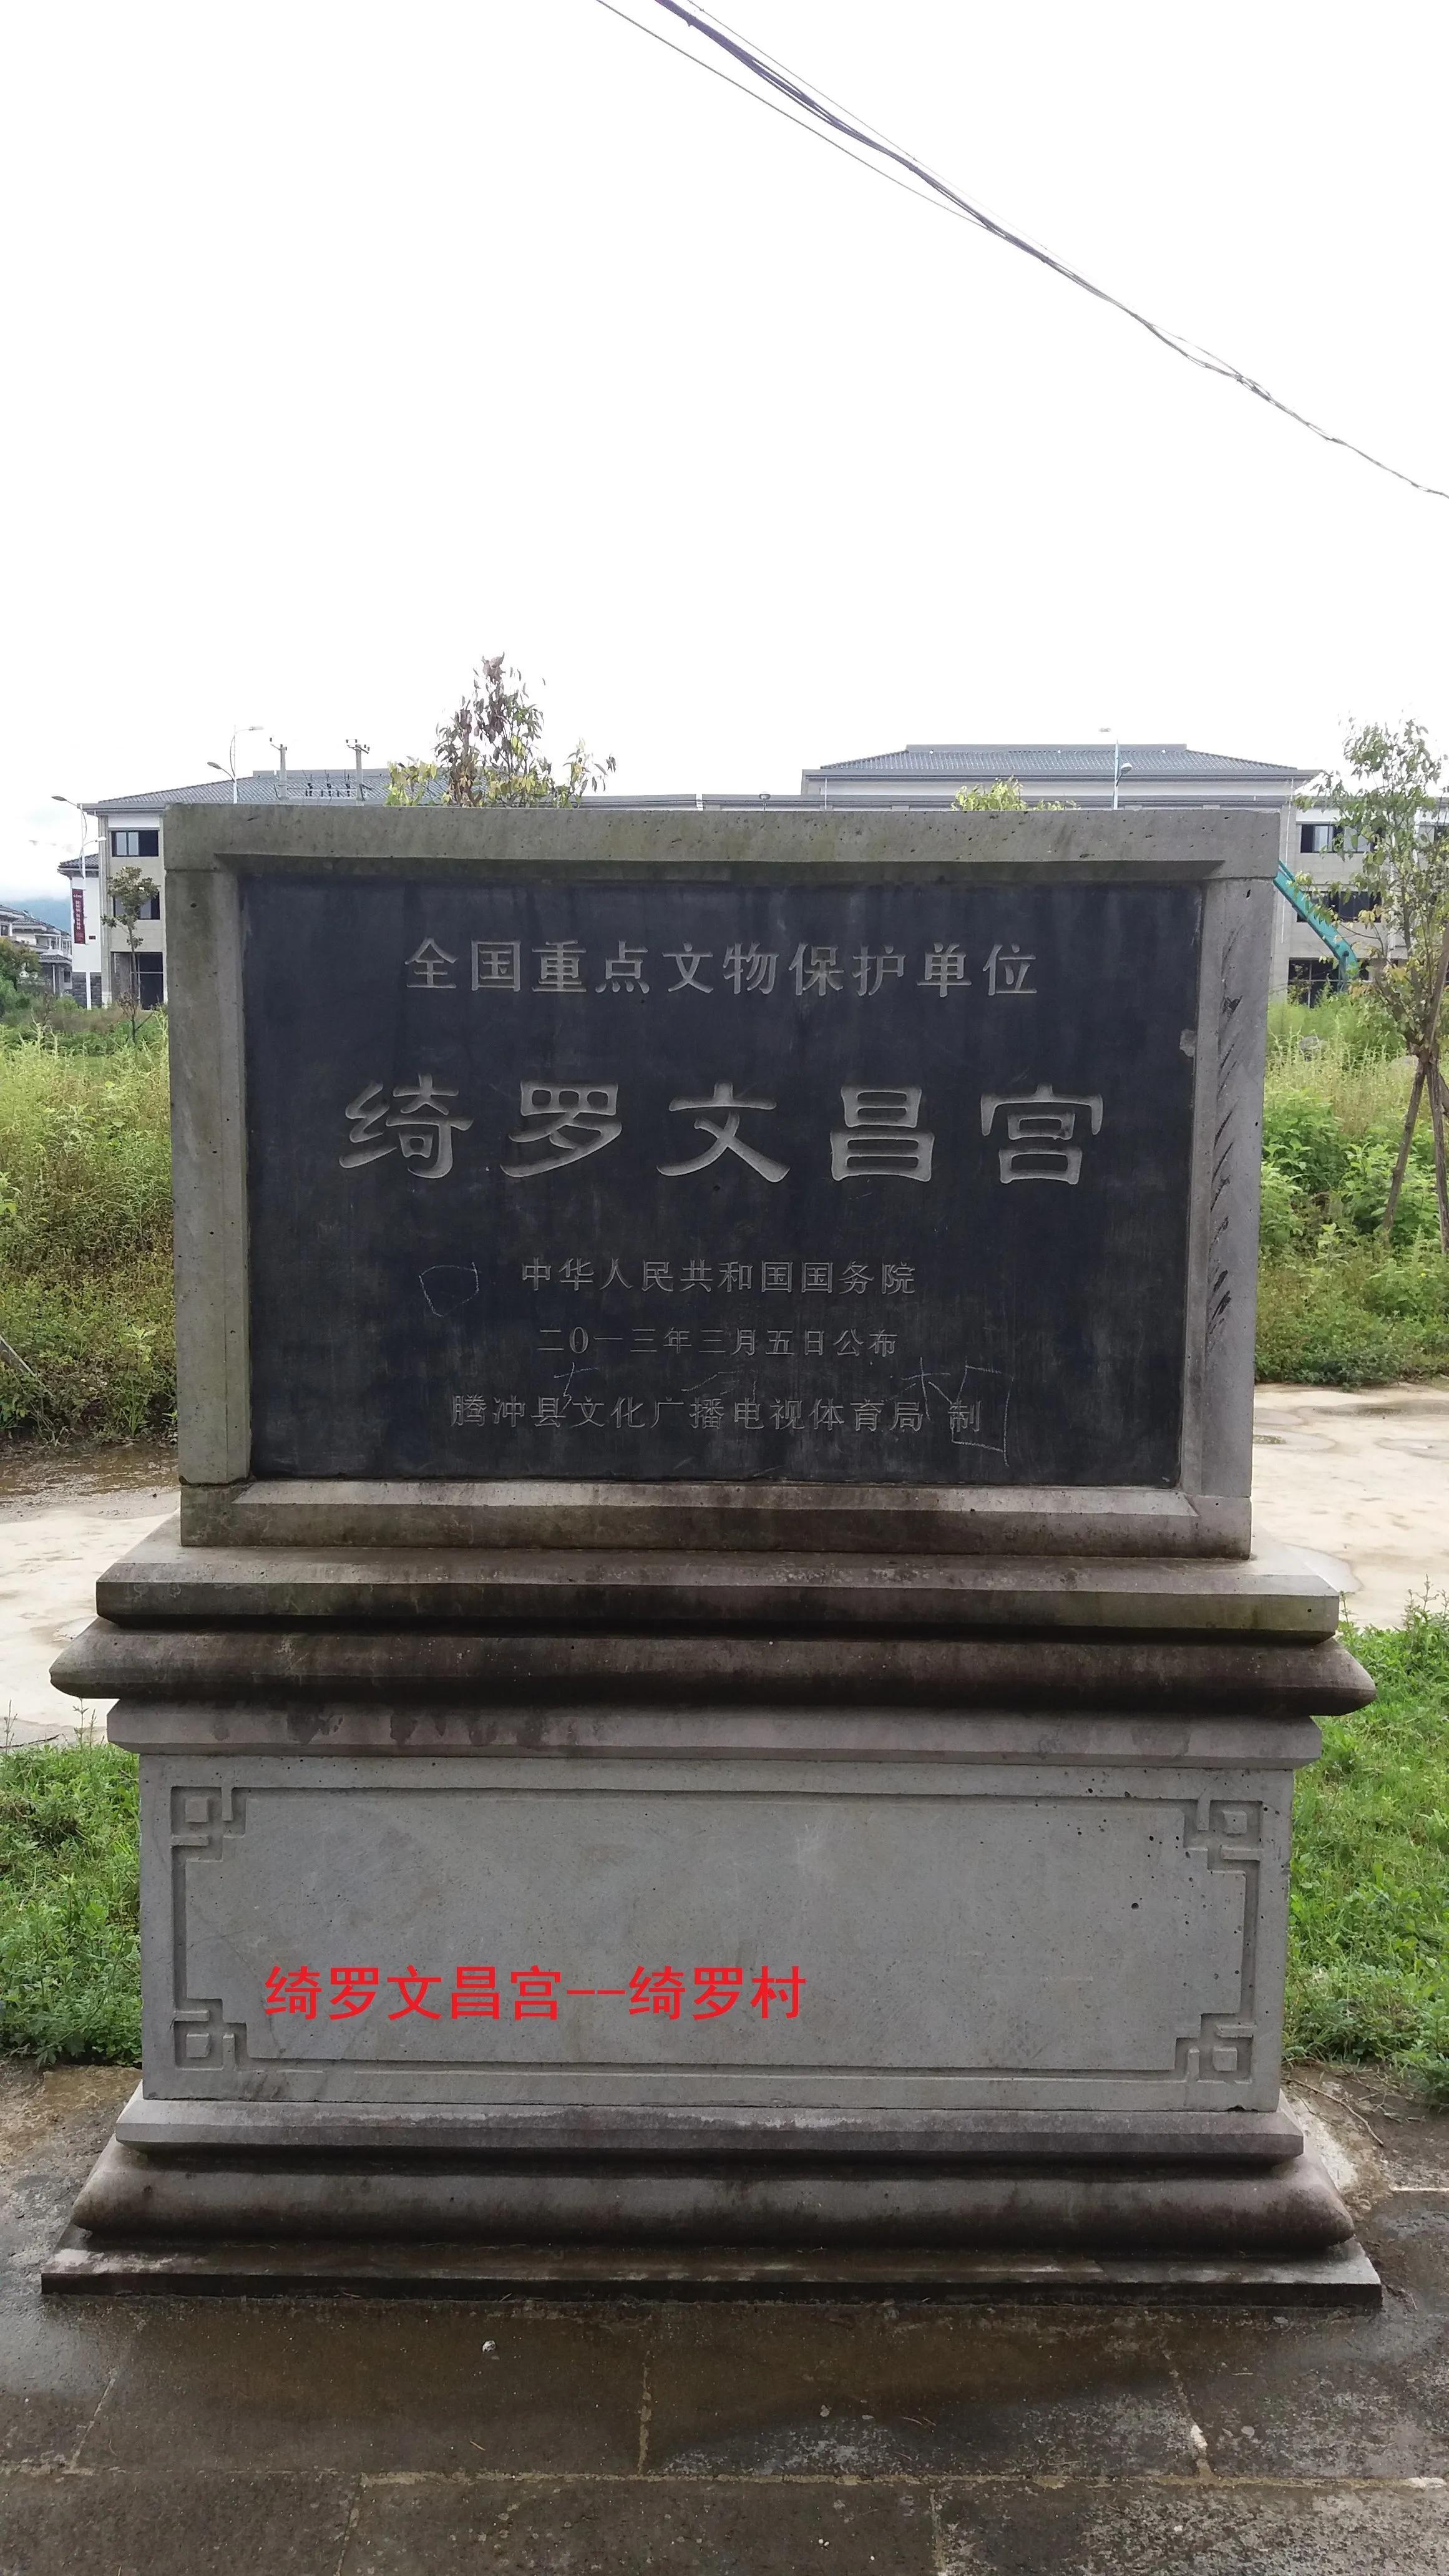 全国重点文物保护单位
绮罗文昌宫
中华人民共和国国务院
二0一三年三月五日公布
腾冲县文化广播电视体育局 制
绮罗文昌宫--绮罗村